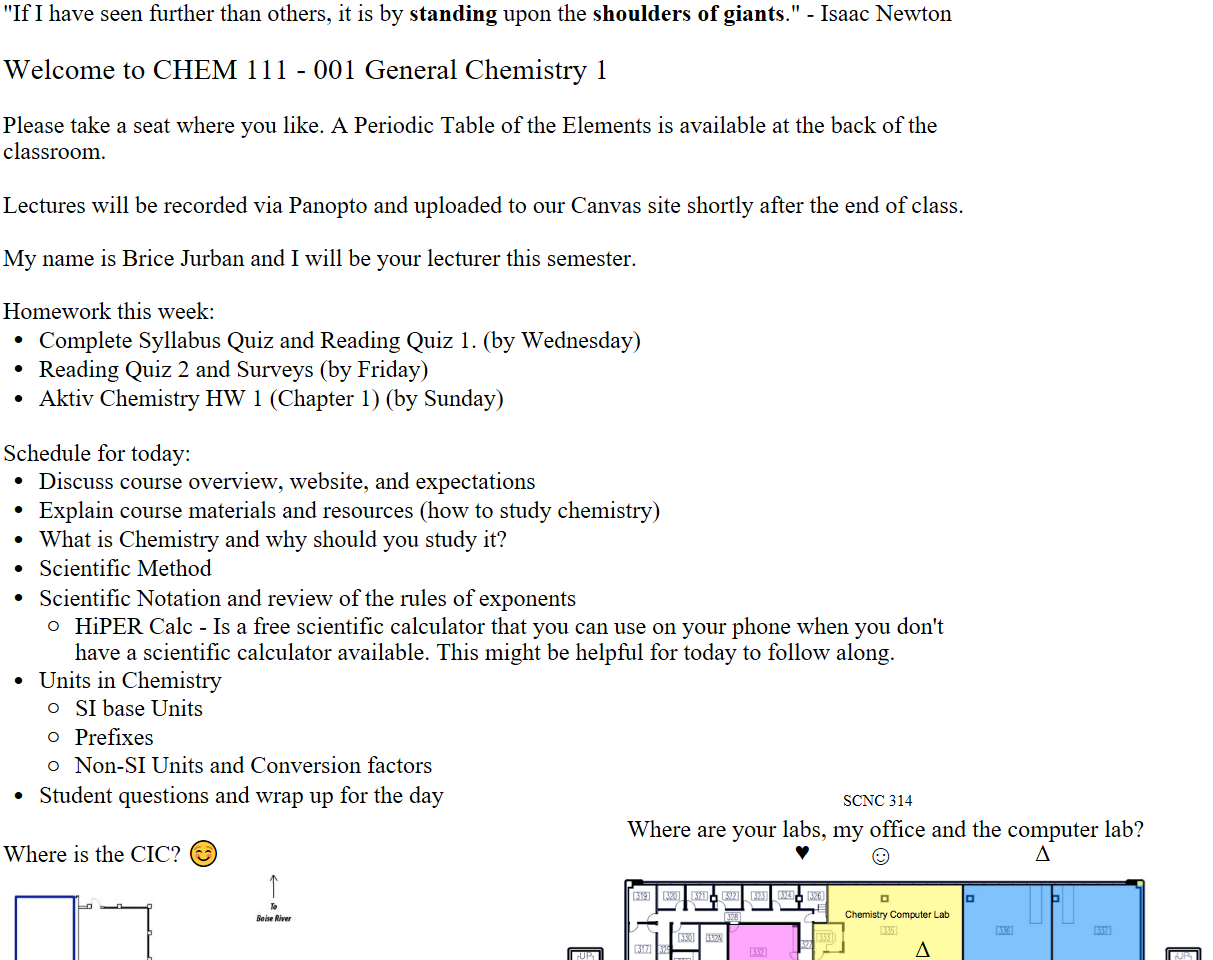 "If I have seen further than others, it is by standing upon the shoulders of giants." - Isaac Newton
Welcome to CHEM 111 - 001 General Chemistry 1
Please take a seat where you like. A Periodic Table of the Elements is available at the back of the
classroom.
Lectures will be recorded via Panopto and uploaded to our Canvas site shortly after the end of class.
My name is Brice Jurban and I will be your lecturer this semester.
Homework this week:
• Complete Syllabus Quiz and Reading Quiz 1. (by Wednesday)
• Reading Quiz 2 and Surveys (by Friday)
• Aktiv Chemistry HW 1 (Chapter 1) (by Sunday)
Schedule for today:
• Discuss course overview, website, and expectations
• Explain course materials and resources (how to study chemistry)
• What is Chemistry and why should you study it?
• Scientific Method
• Scientific Notation and review of the rules of exponents
○ HiPER Calc - Is a free scientific calculator that you can use on your phone when you don't
have a scientific calculator available. This might be helpful for today to follow along.
• Units in Chemistry
○ SI base Units
○ Prefixes
○ Non-SI Units and Conversion factors
• Student questions and wrap up for the day
SCNC 314
Where are your labs, my office and the computer lab?
♥ ☺ Δ
Where is the CIC? 😊
To
Boise River
319 320 321 322 323 324 326
328
Chemistry Computer Lab
317 330 332A 332 327 333 335 336 337
Δ
UP
UP